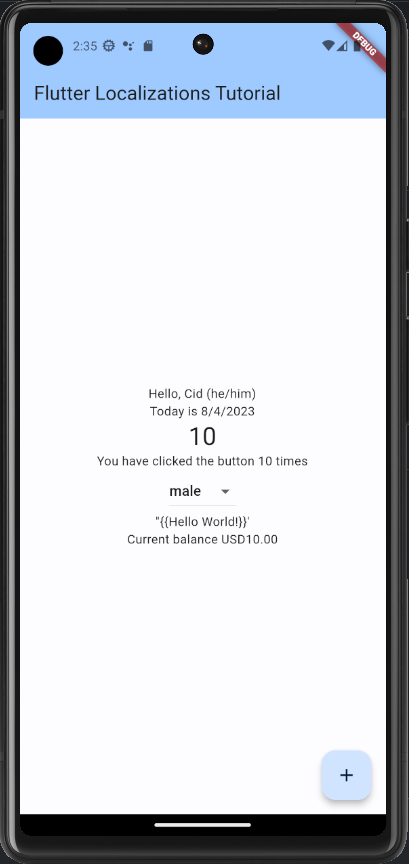 2:35
DEBUG
Flutter Localizations Tutorial
Hello, Cid (he/him)
Today is 8/4/2023
10
You have clicked the button 10 times
male
"{{Hello World!}}'
Current balance USD10.00
+